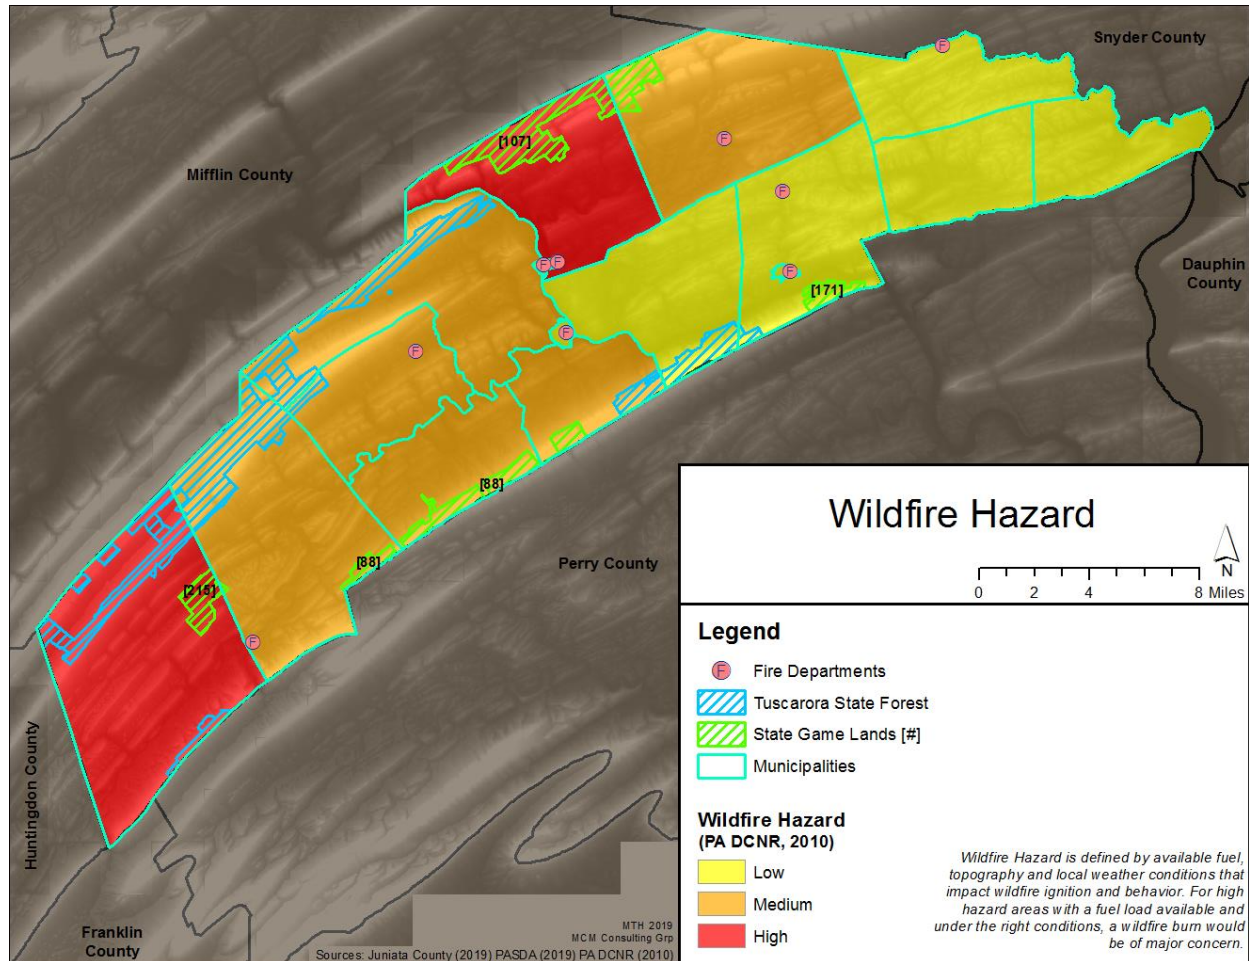 Snyder County
[107]
Mifflin County
Dauphin
County
[171]
[88]
[88]
Perry County
[215]
Huntingdon County
Franklin
County
F
F
F
F
F
F
F
F
F
MTH 2019
MCM Consulting Grp
Sources: Juniata County (2019) PASDA (2019) PA DCNR (2010)
Wildfire Hazard
N
0 2 4 8 Miles
Legend
F Fire Departments
Tuscarora State Forest
State Game Lands [#]
Municipalities
Wildfire Hazard
(PA DCNR, 2010)
Low
Medium
High
Wildfire Hazard is defined by available fuel,
topography and local weather conditions that
impact wildfire ignition and behavior. For high
hazard areas with a fuel load available and
under the right conditions, a wildfire burn would
be of major concern.